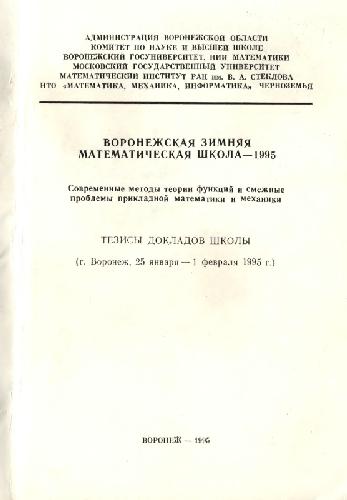 АДМИНИСТРАЦИЯ ВОРОНЕЖСКОЙ ОБЛАСТИ
КОМИТЕТ ПО НАУКЕ И ВЫСШЕЙ ШКОЛЕ
ВОРОНЕЖСКИЙ ГОСУНИВЕРСИТЕТ, НИИ МАТЕМАТИКИ
МОСКОВСКИЙ ГОСУДАРСТВЕННЫЙ УНИВЕРСИТЕТ
МАТЕМАТИЧЕСКИЙ ИНСТИТУТ РАН им. В. А. СТЕКЛОВА
НТО «МАТЕМАТИКА, МЕХАНИКА, ИНФОРМАТИКА» ЧЕРНОЗЕМЬЯ
ВОРОНЕЖСКАЯ ЗИМНЯЯ
МАТЕМАТИЧЕСКАЯ ШКОЛА—1995
Современные методы теории функций и смежные
проблемы прикладной математики и механики
ТЕЗИСЫ ДОКЛАДОВ ШКОЛЫ
(г. Воронеж, 25 января — 1 февраля 1995 г.)
ВОРОНЕЖ — 1995